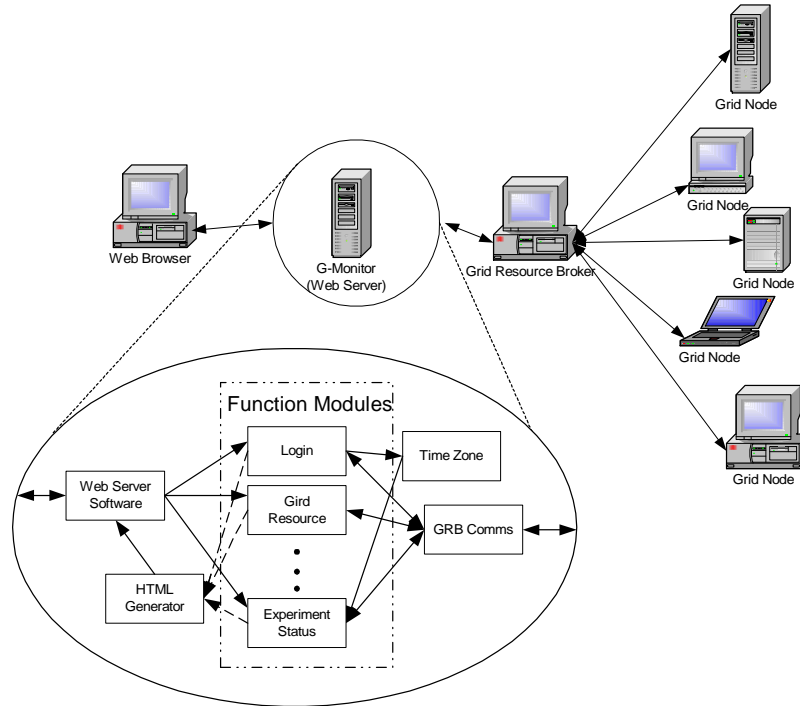 Grid Node
Grid Node
Web Browser
G-Monitor
(Web Server)
Grid Resource Broker
Grid Node
Grid Node
Grid Node
Function Modules
Login
Time Zone
Web Server
Software
Gird
Resource
GRB Comms
HTML
Generator
Experiment
Status